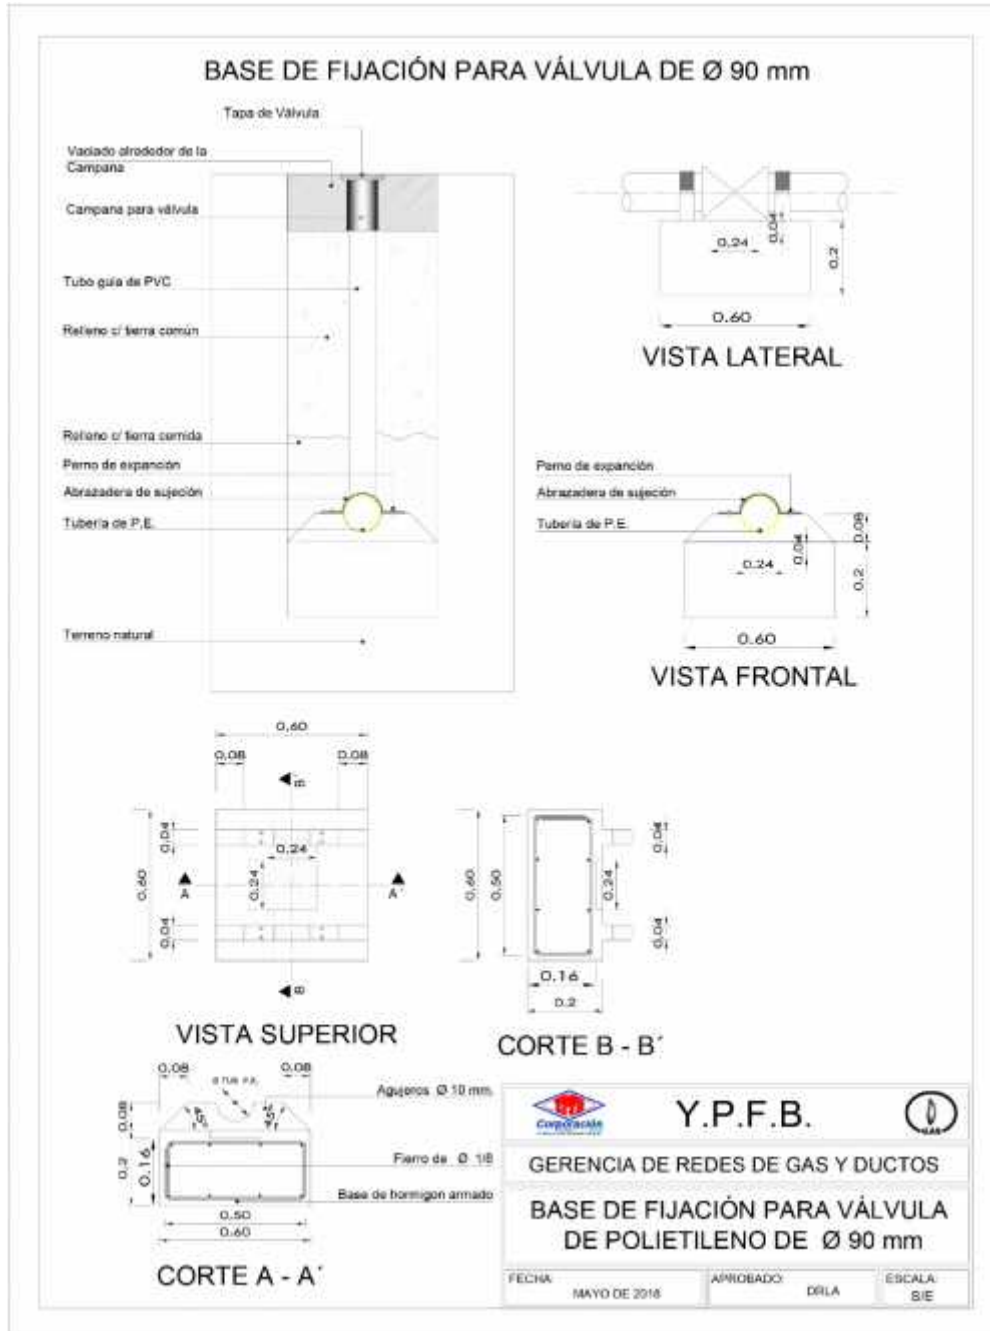 BASE DE FIJACIÓN PARA VÁLVULA DE Ø 90 mm
Tapa de Válvula
Vaciado alrededor de la
Campana
Campana para válvula
Tubo guía de PVC
Relleno c/ tierra común
Relleno c/ tierra cernida
Perno de expanción
Abrazadera de sujeción
Tubería de P.E.
Terreno natural
0.24
0.04
0.2
0.60
VISTA LATERAL
Perno de expanción
Abrazadera de sujeción
Tubería de P.E.
0.08
0.04
0.24
0.2
0.60
VISTA FRONTAL
0,60
0,08
0,08
B'
0,04
0,24
0,60
0,24
A
A'
0,04
B
VISTA SUPERIOR
0,04
0,60
0,50
0,24
0,04
0.16
0.2
CORTE B - B´
0.08
0.08
Ø TUB. P.E.
Agujeros Ø 10 mm.
0.08
45°
45°
0.2
0.16
Fierro de Ø 1/8
Base de hormigon armado
0.50
0.60
CORTE A - A´
Corporación
Y.P.F.B.
GAS
GERENCIA DE REDES DE GAS Y DUCTOS
BASE DE FIJACIÓN PARA VÁLVULA
DE POLIETILENO DE Ø 90 mm
FECHA:
MAYO DE 2018
APROBADO:
DRLA
ESCALA:
S/E